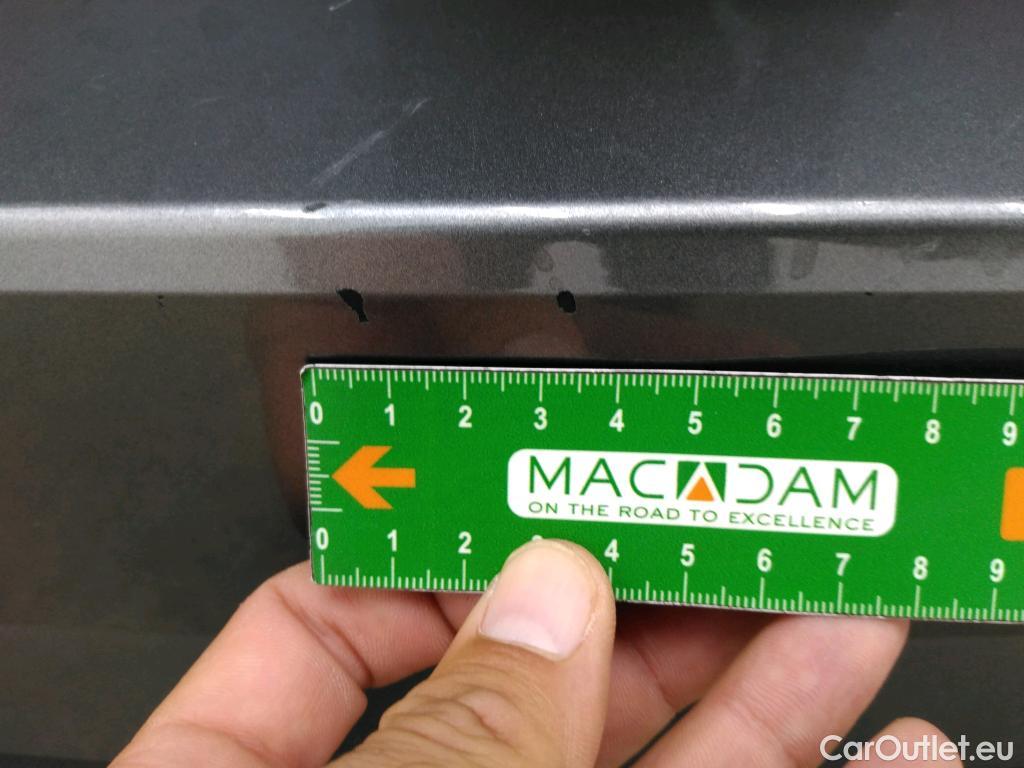 0 1 2 3 4 5 6 7 8 9
MACADAM
ON THE ROAD TO EXCELLENCE
0 1 2 4 5 6 7 8 9
CarOutlet.eu